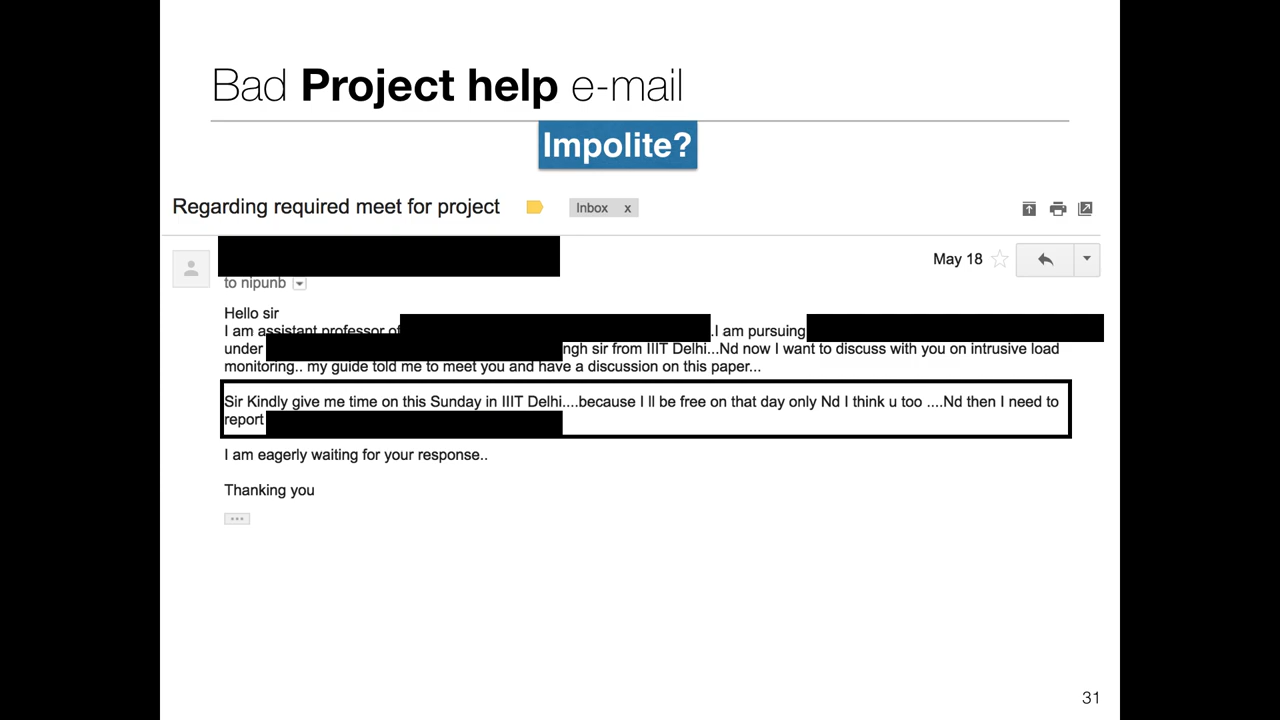 Bad Project help e-mail
Impolite?
Regarding required meet for project
Inbox x
May 18
to nipunb
Hello sir
I am assistant professor of .I am pursuing
under ngh sir from IIIT Delhi...Nd now I want to discuss with you on intrusive load
monitoring.. my guide told me to meet you and have a discussion on this paper...
Sir Kindly give me time on this Sunday in IIIT Delhi....because I ll be free on that day only Nd I think u too ....Nd then I need to
report
I am eagerly waiting for your response..
Thanking you
31